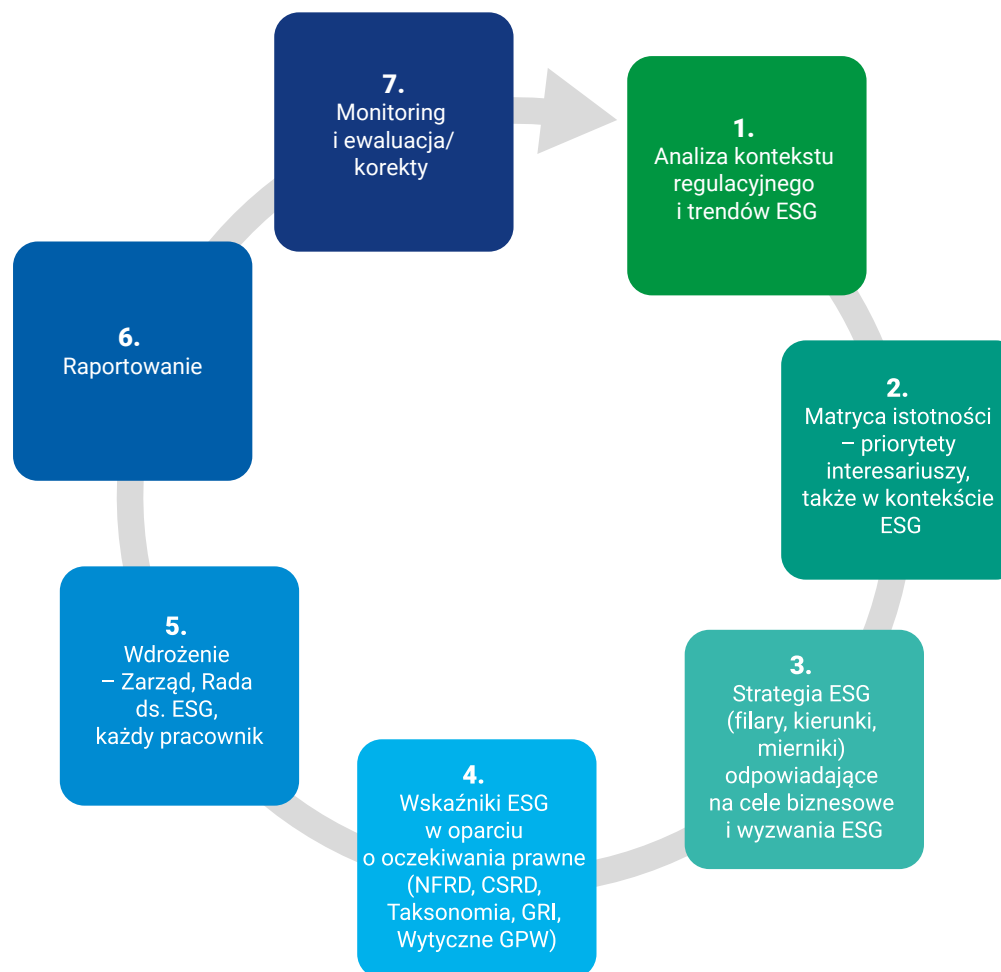 1.
Analiza kontekstu
regulacyjnego
i trendów ESG
2.
Matryca istotności
– priorytety
interesariuszy,
także w kontekście
ESG
3.
Strategia ESG
(filary, kierunki,
mierniki)
odpowiadające
na cele biznesowe
i wyzwania ESG
4.
Wskaźniki ESG
w oparciu
o oczekiwania prawne
(NFRD, CSRD,
Taksonomia, GRI,
Wytyczne GPW)
5.
Wdrożenie
– Zarząd, Rada
ds. ESG,
każdy pracownik
6.
Raportowanie
7.
Monitoring
i ewaluacja/
korekty